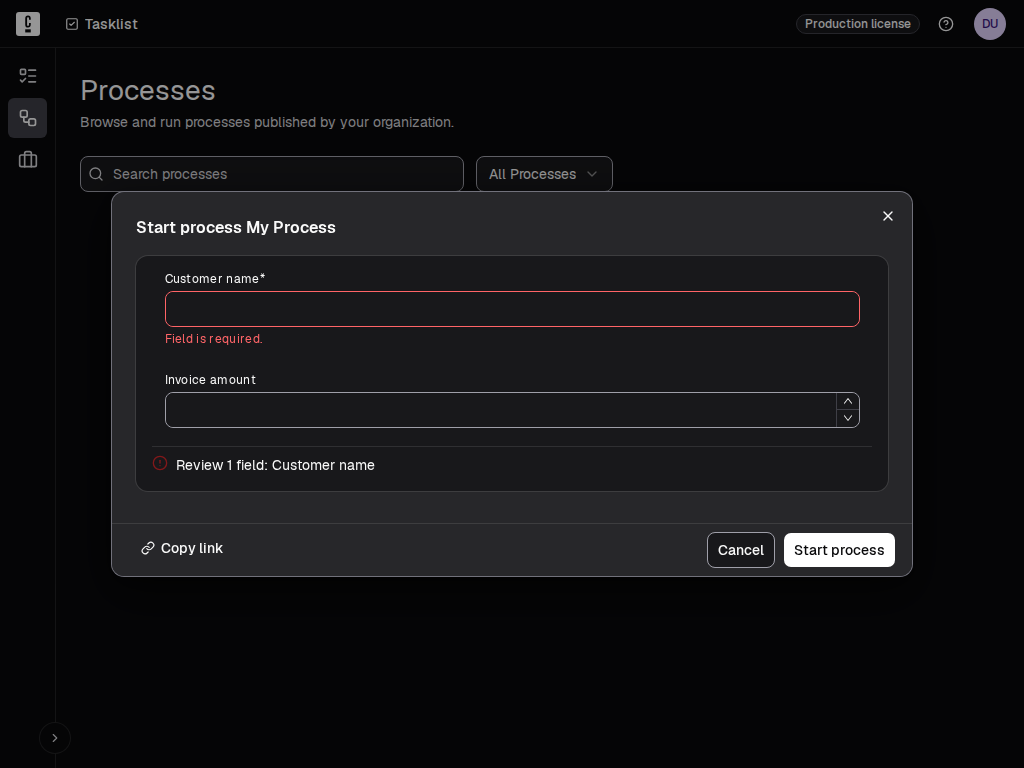 Tasklist
Production license
DU
Processes
Browse and run processes published by your organization.
Search processes
All Processes
Start process My Process
Customer name*
Field is required.
Invoice amount
Review 1 field: Customer name
Copy link
Cancel
Start process